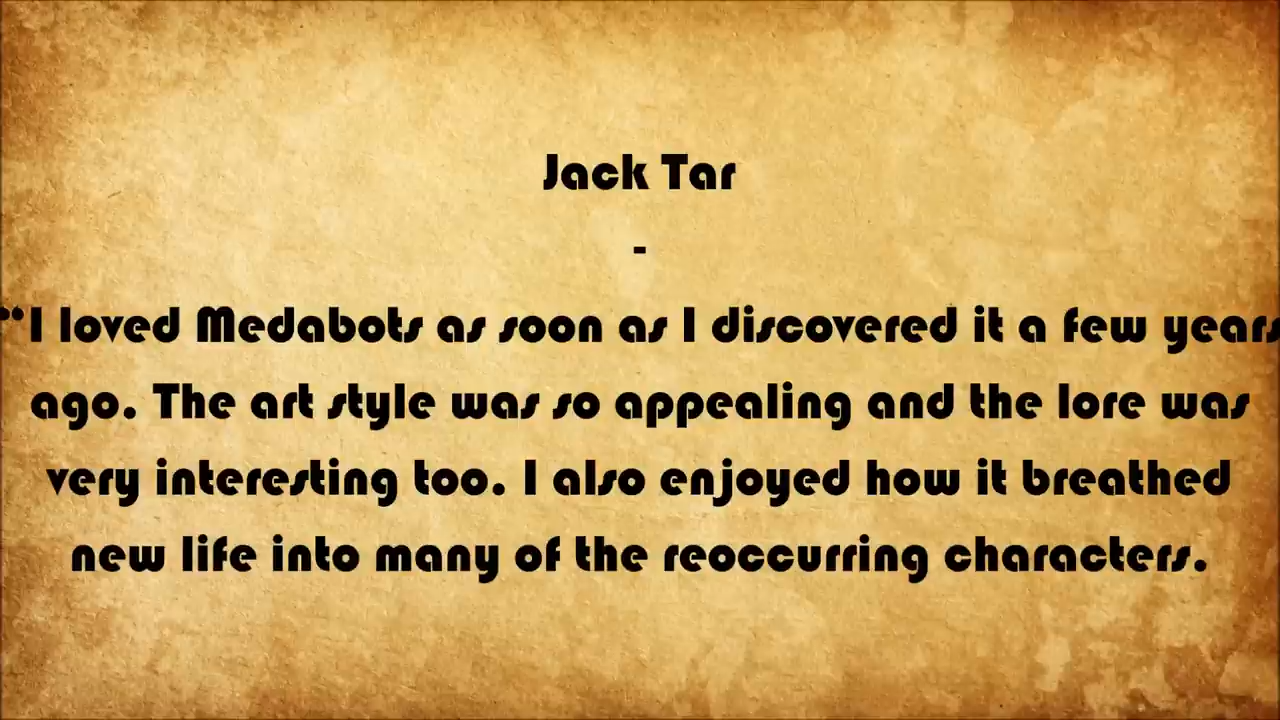 Jack Tar
-
“I loved Medabots as soon as I discovered it a few years
ago. The art style was so appealing and the lore was
very interesting too. I also enjoyed how it breathed
new life into many of the reoccurring characters.